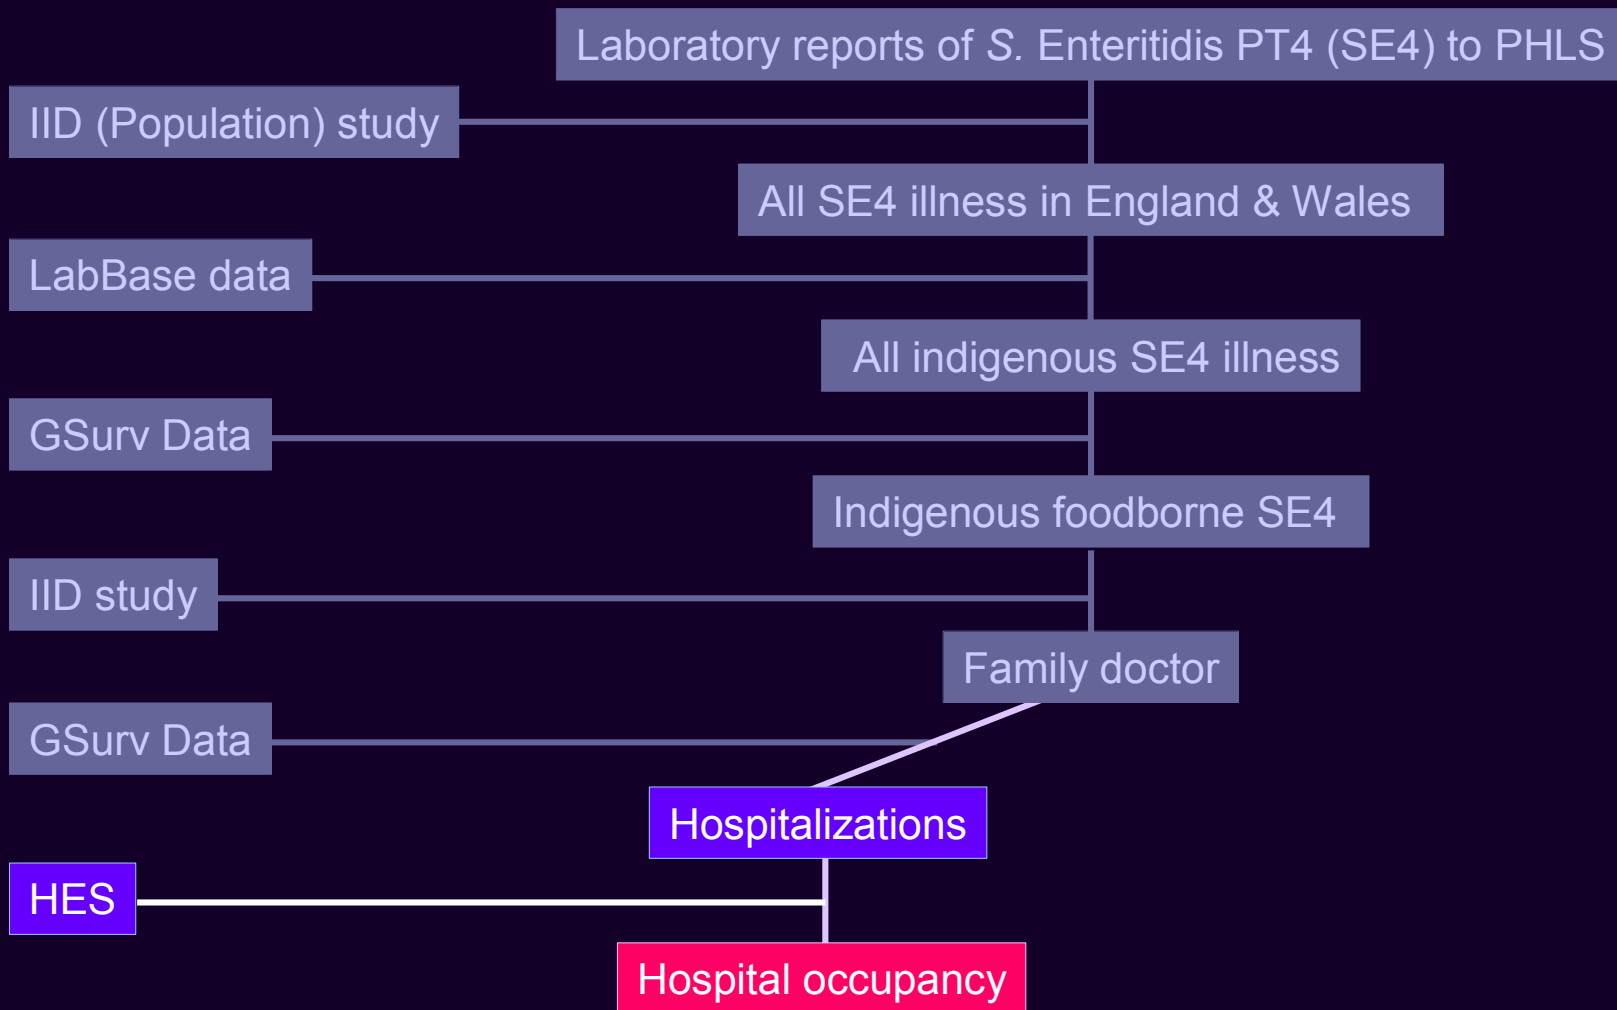 Laboratory reports of S. Enteritidis PT4 (SE4) to PHLS
IID (Population) study
All SE4 illness in England & Wales
LabBase data
All indigenous SE4 illness
GSurv Data
Indigenous foodborne SE4
IID study
Family doctor
GSurv Data
Hospitalizations
HES
Hospital occupancy